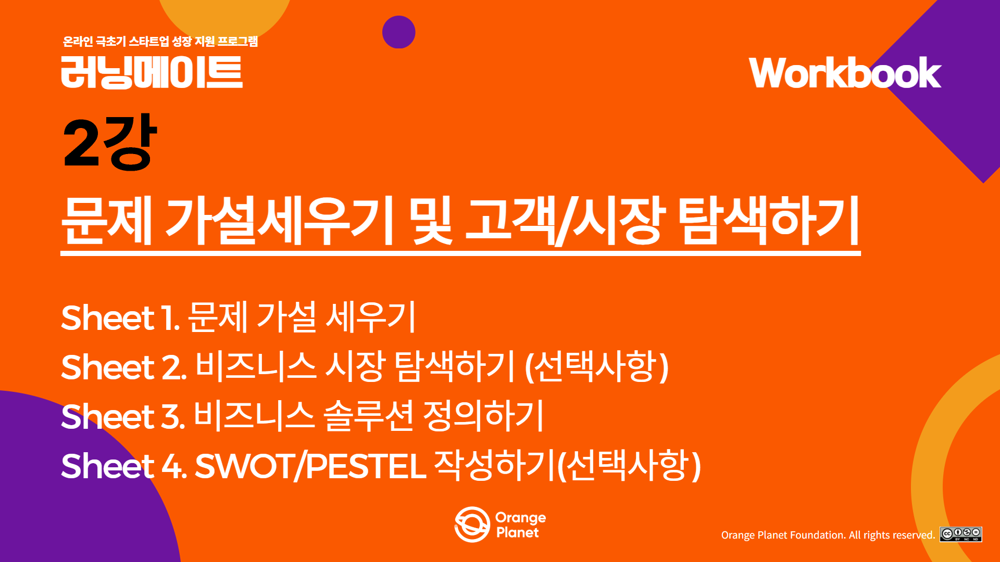 온라인 극초기 스타트업 성장 지원 프로그램
러닝메이트
Workbook
2강
문제 가설세우기 및 고객/시장 탐색하기
Sheet 1. 문제 가설 세우기
Sheet 2. 비즈니스 시장 탐색하기 (선택사항)
Sheet 3. 비즈니스 솔루션 정의하기
Sheet 4. SWOT/PESTEL 작성하기(선택사항)
Orange
Planet
Orange Planet Foundation. All rights reserved.
cc
BY NC ND